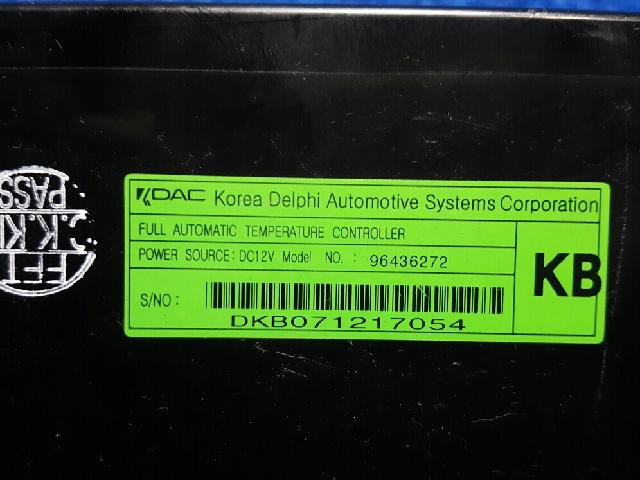 KDAC Korea Delphi Automotive Systems Corporation
FULL AUTOMATIC TEMPERATURE CONTROLLER
POWER SOURCE: DC12V Model NO. : 96436272
KB
S/NO:
DKB071217054
PASS